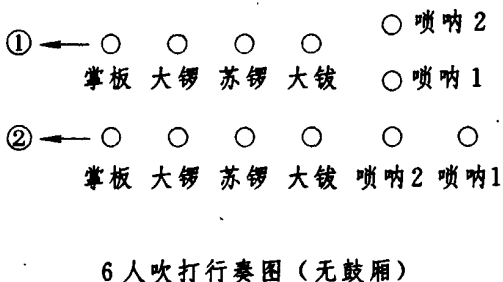 唢呐2
①
掌板 大锣 苏锣 大钹 唢呐1
②
掌板 大锣 苏锣 大钹 唢呐2 唢呐1
6人吹打行奏图(无鼓厢)